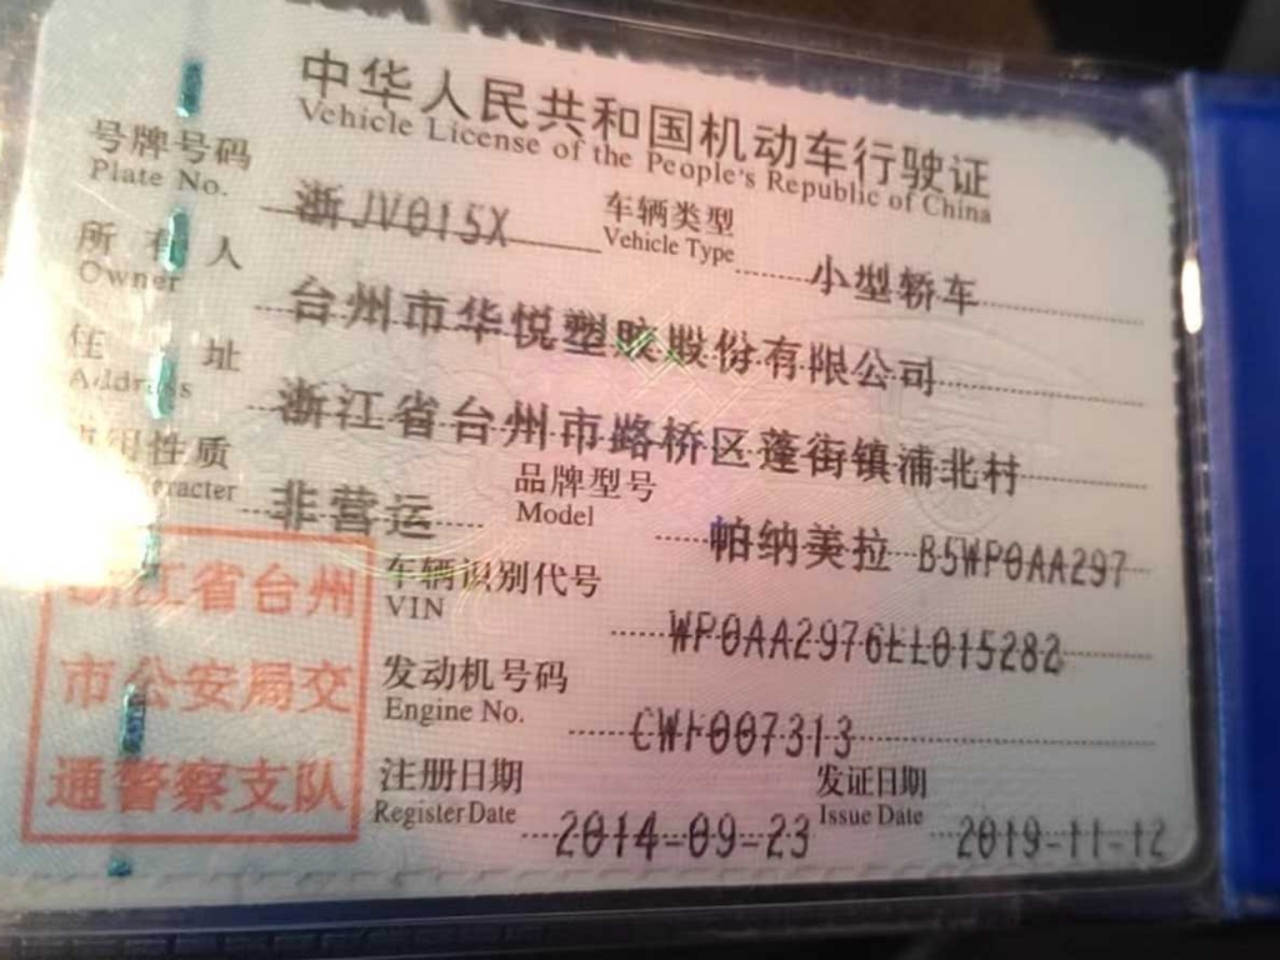 中华人民共和国机动车行驶证
Vehicle License of the People's Republic of China
号牌号码 浙JV015X 车辆类型 小型轿车
Plate No. Vehicle Type
所有人 台州市华悦塑胶股份有限公司
Owner
住址 浙江省台州市路桥区蓬街镇浦北村
Address
用性质 非营运 品牌型号 帕纳美拉 B5WP0AA297
racter Model
车辆识别代号 WP0AA2976EL015282
VIN
发动机号码 CWF007313
Engine No.
注册日期 2014-09-23 发证日期 2019-11-12
Register Date Issue Date
江省台州
市公安局交
通警察支队